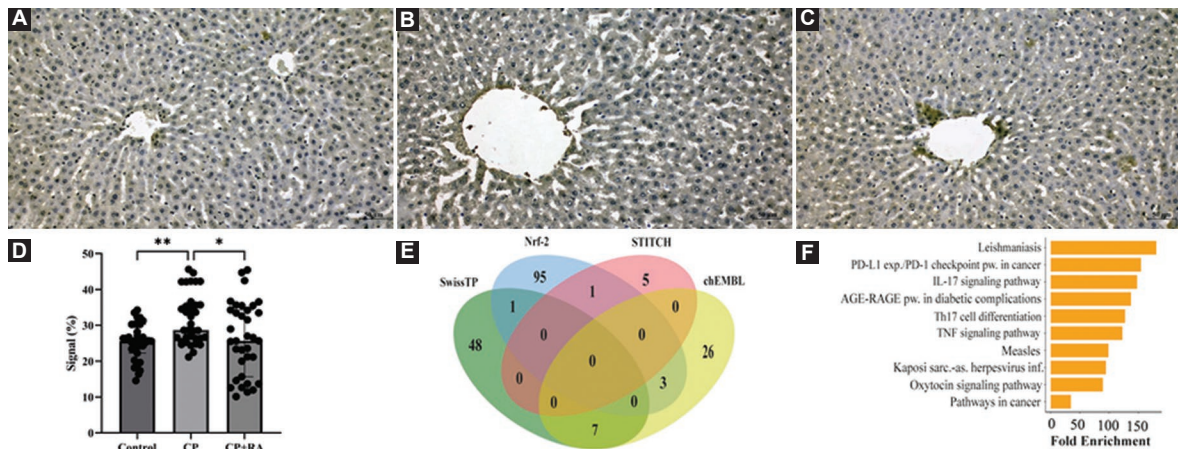 A
B
C
D
** *
50
40
30
20
10
0
Signal (%)
Control CP CP+RA
E
Nrf-2 STITCH
SwissTP chEMBL
95
5
1
1
0
48
0
0
26
0
0
3
0
0
7
F
Leishmaniasis
PD-L1 exp./PD-1 checkpoint pw. in cancer
IL-17 signaling pathway
AGE-RAGE pw. in diabetic complications
Th17 cell differentiation
TNF signaling pathway
Measles
Kaposi sarc.-as. herpesvirus inf.
Oxytocin signaling pathway
Pathways in cancer
0 50 100 150
Fold Enrichment